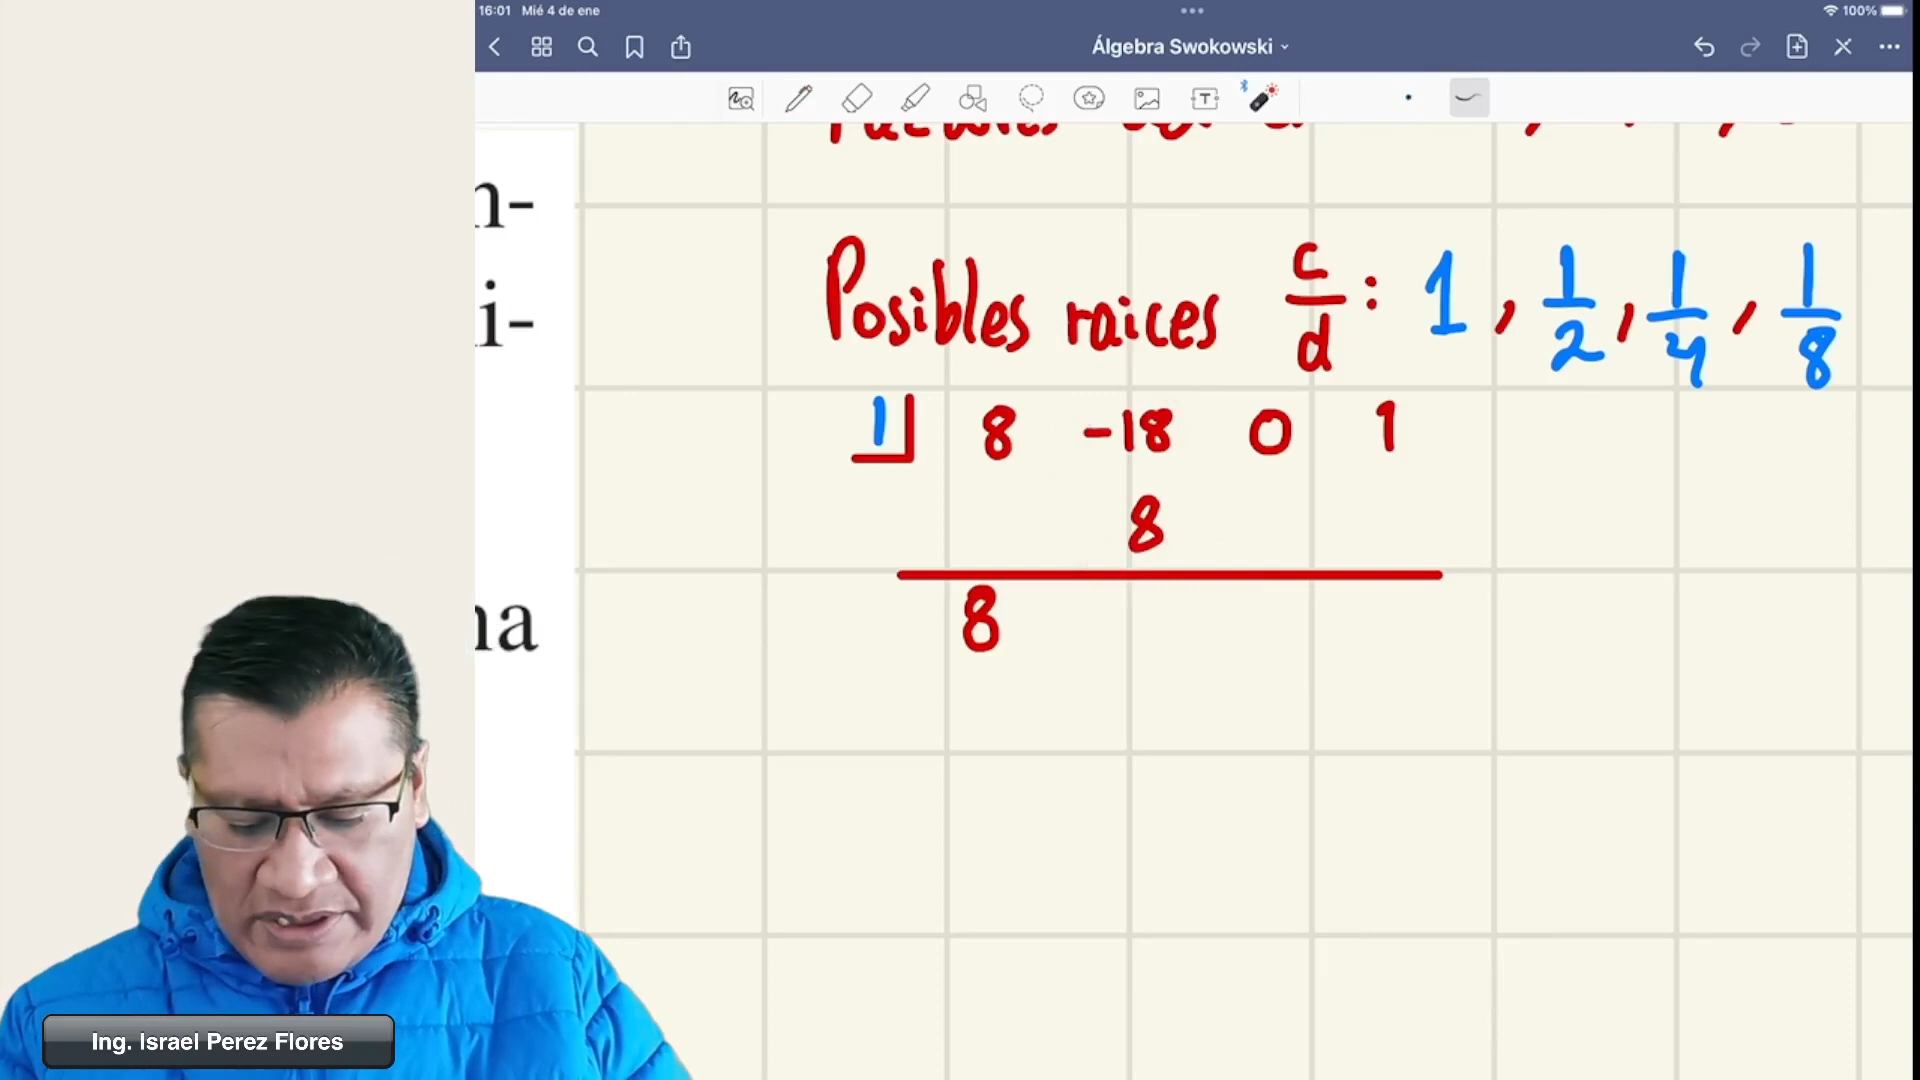 16:01 Mié 4 de ene
100%
Álgebra Swokowski
n-
i-
na
Posibles raices c/d : 1 , 1/2 , 1/4 , 1/8
1 8 -18 0 1
8
8
Ing. Israel Perez Flores